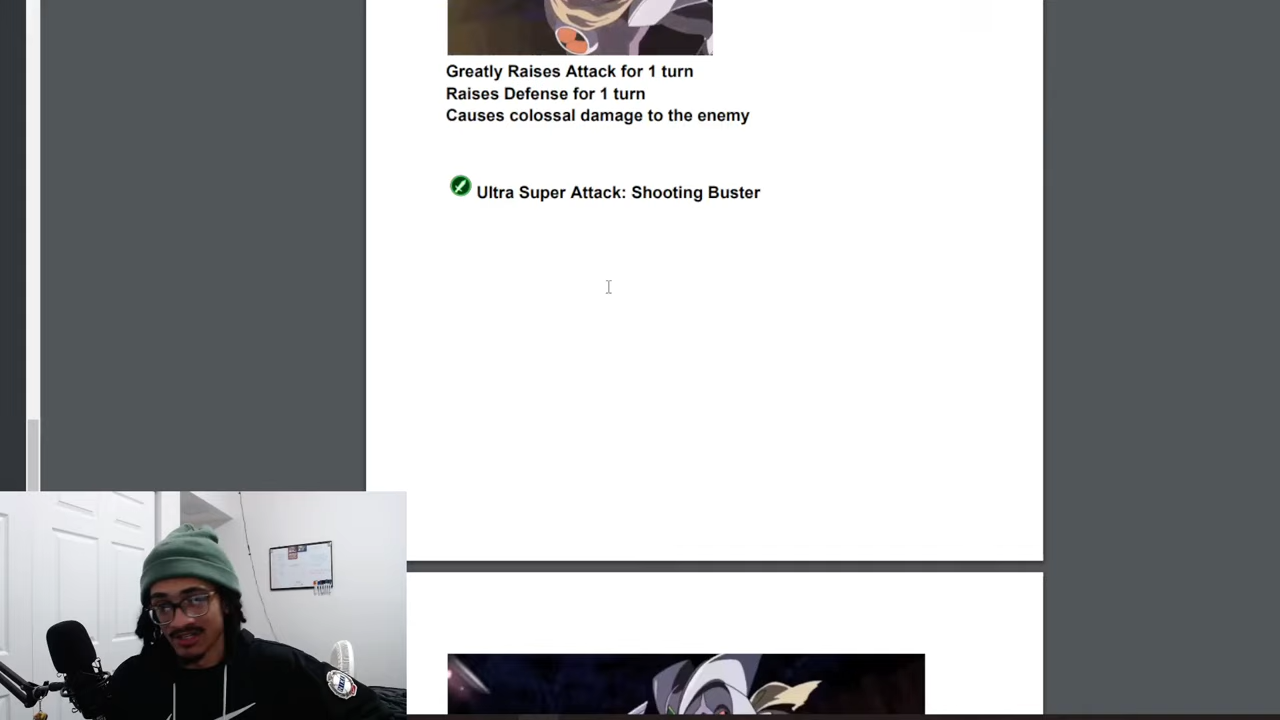 Greatly Raises Attack for 1 turn
Raises Defense for 1 turn
Causes colossal damage to the enemy
Ultra Super Attack: Shooting Buster